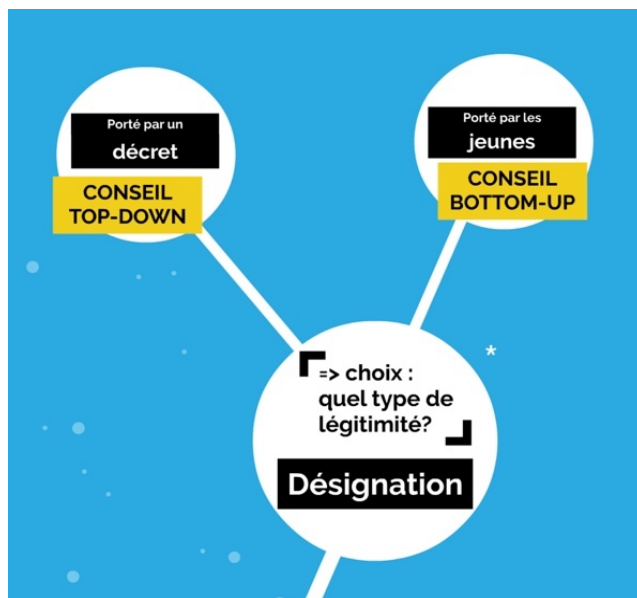 Porté par un
décret
CONSEIL
TOP-DOWN
Porté par les
jeunes
CONSEIL
BOTTOM-UP
*
=> choix :
quel type de
légitimité?
Désignation